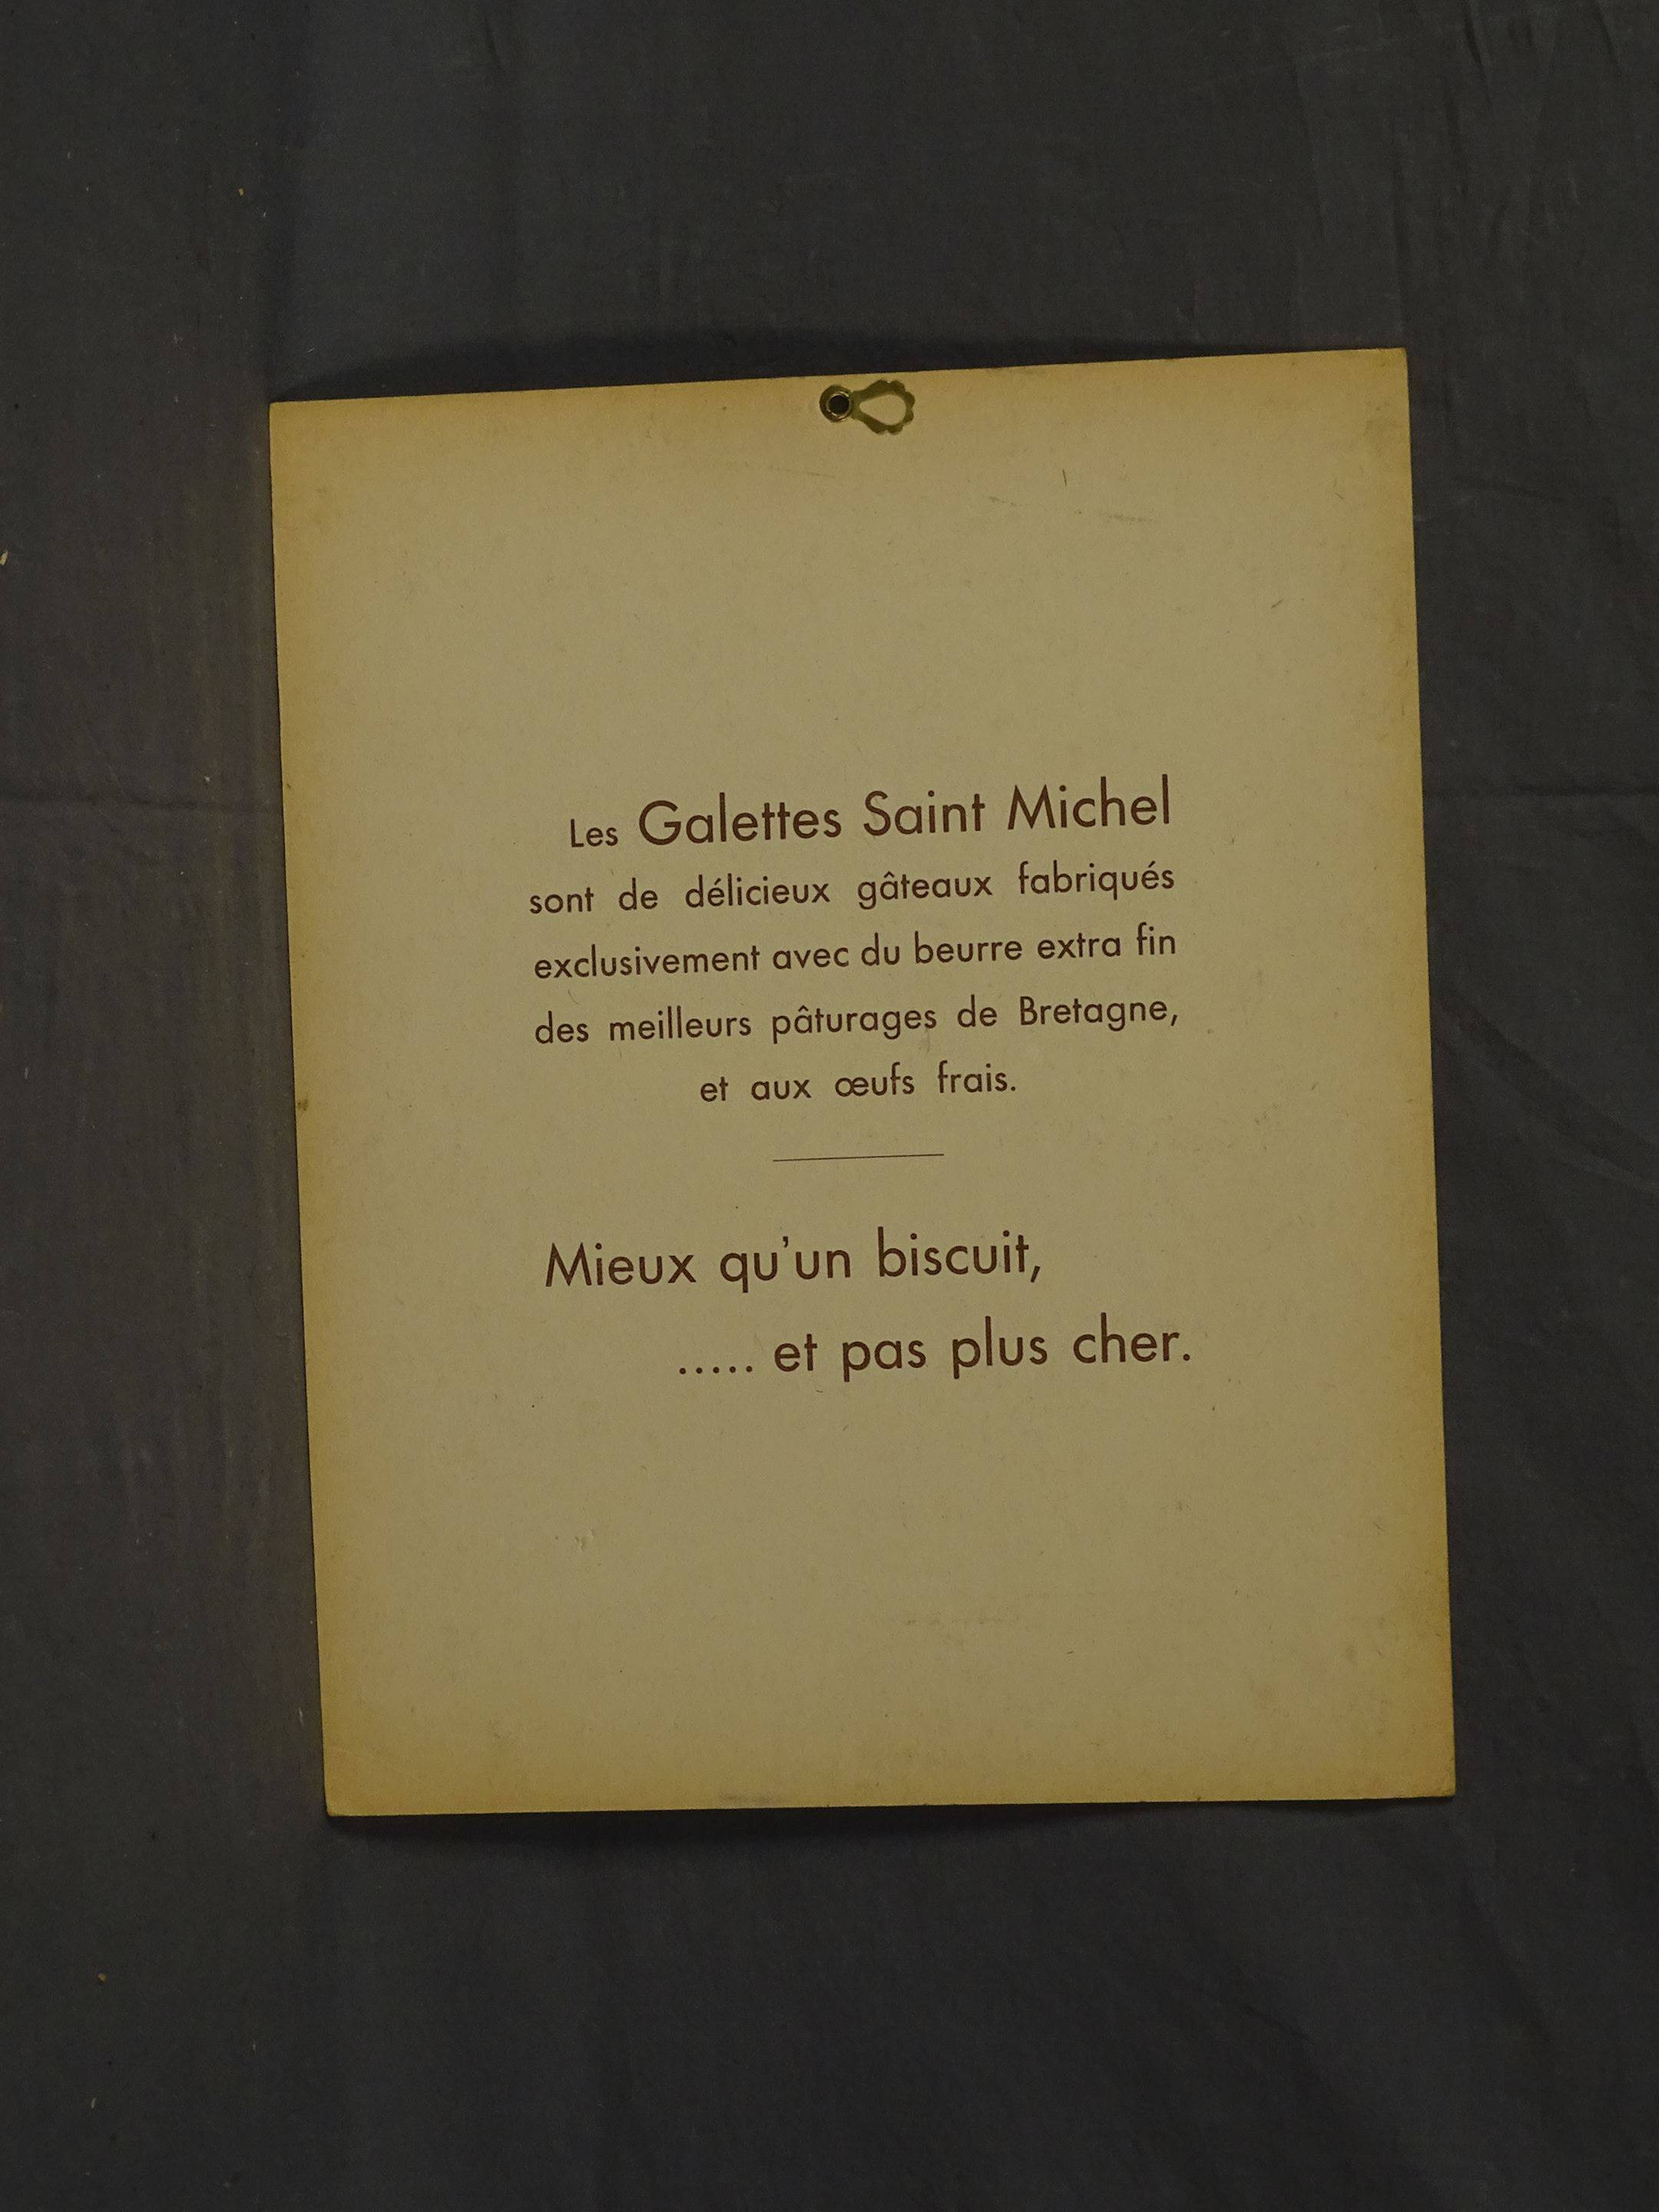 Les Galettes Saint Michel
sont de délicieux gâteaux fabriqués
exclusivement avec du beurre extra fin
des meilleurs pâturages de Bretagne,
et aux œufs frais.
Mieux qu'un biscuit,
..... et pas plus cher.